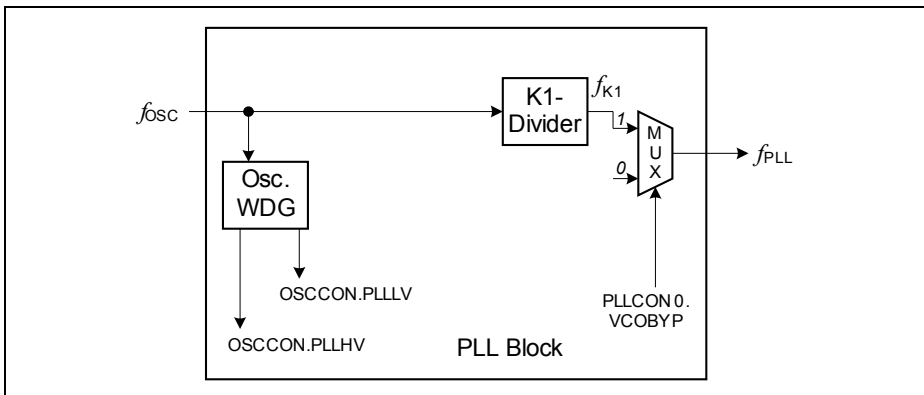 fOSC
K1-
Divider
fK1
1
0
M
U
X
fPLL
Osc.
WDG
OSCCON.PLLLV
OSCCON.PLLHV
PLLCON0.
VCOBYP
PLL Block